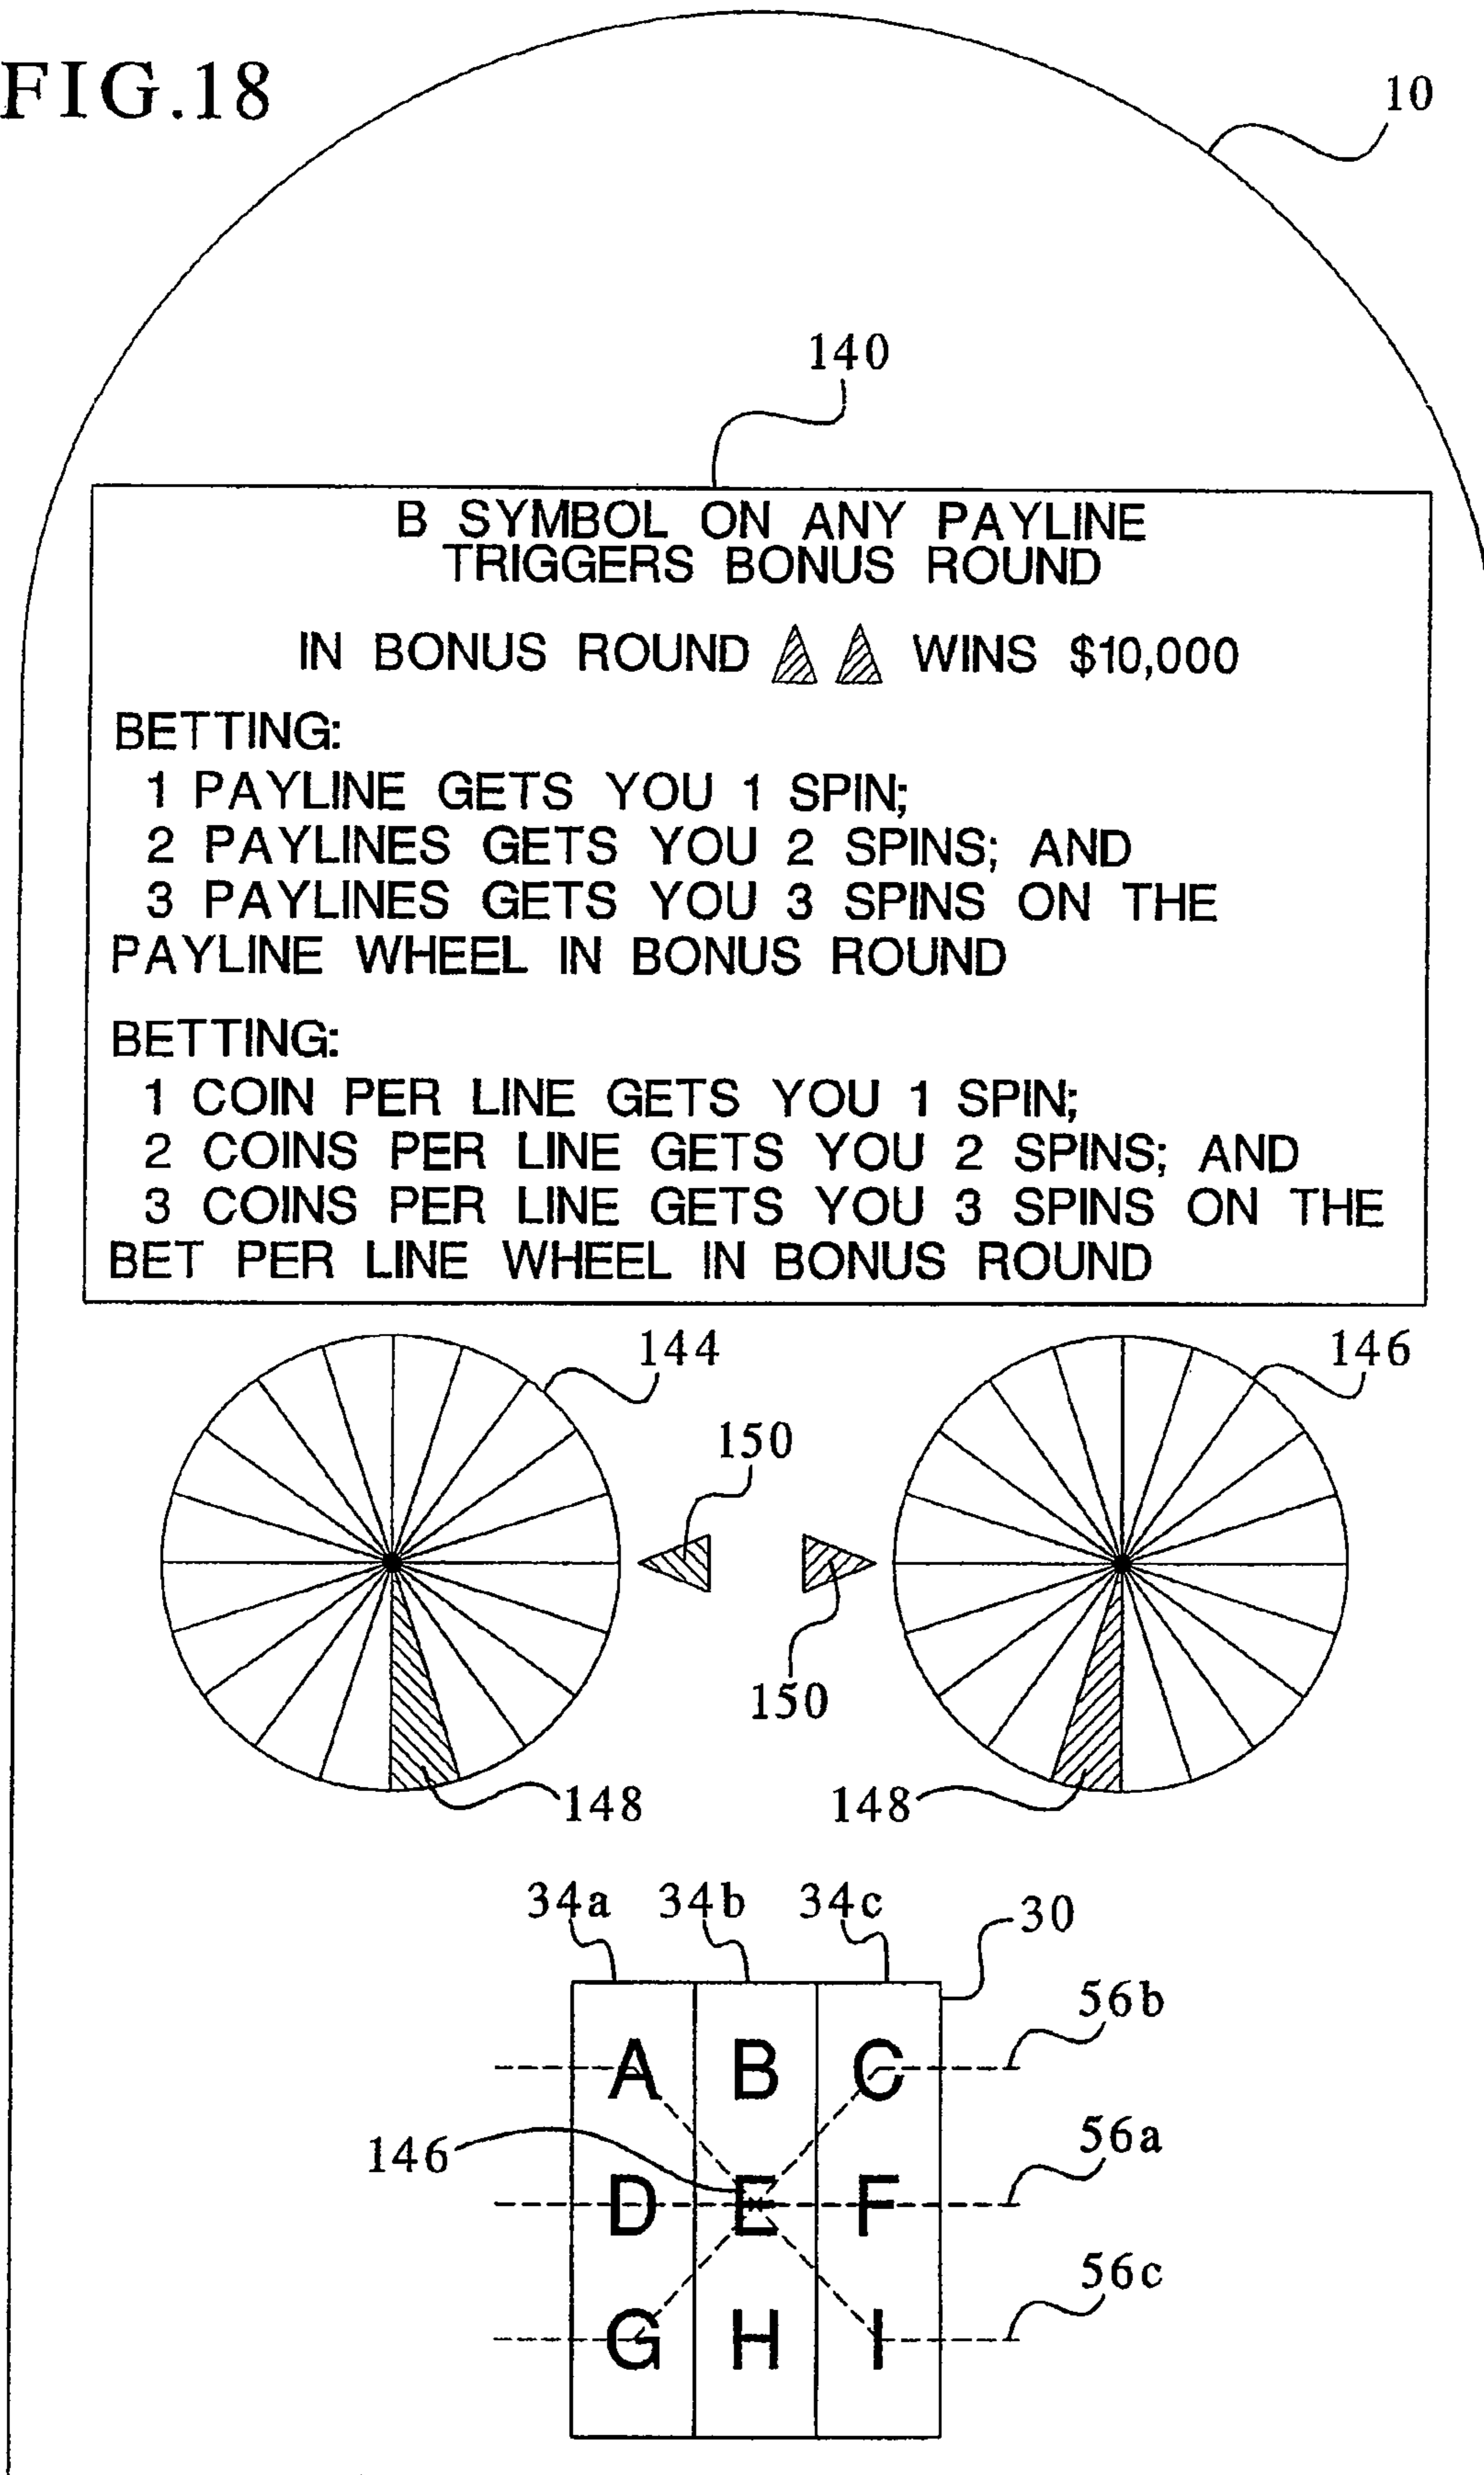 FIG.18
10
140
B SYMBOL ON ANY PAYLINE
TRIGGERS BONUS ROUND
IN BONUS ROUND WINS $10,000
BETTING:
1 PAYLINE GETS YOU 1 SPIN;
2 PAYLINES GETS YOU 2 SPINS; AND
3 PAYLINES GETS YOU 3 SPINS ON THE
PAYLINE WHEEL IN BONUS ROUND
BETTING:
1 COIN PER LINE GETS YOU 1 SPIN;
2 COINS PER LINE GETS YOU 2 SPINS; AND
3 COINS PER LINE GETS YOU 3 SPINS ON THE
BET PER LINE WHEEL IN BONUS ROUND
144
146
150
150
148
148
34a 34b 34c
30
56b
A B C
146
56a
D E F
56c
G H I